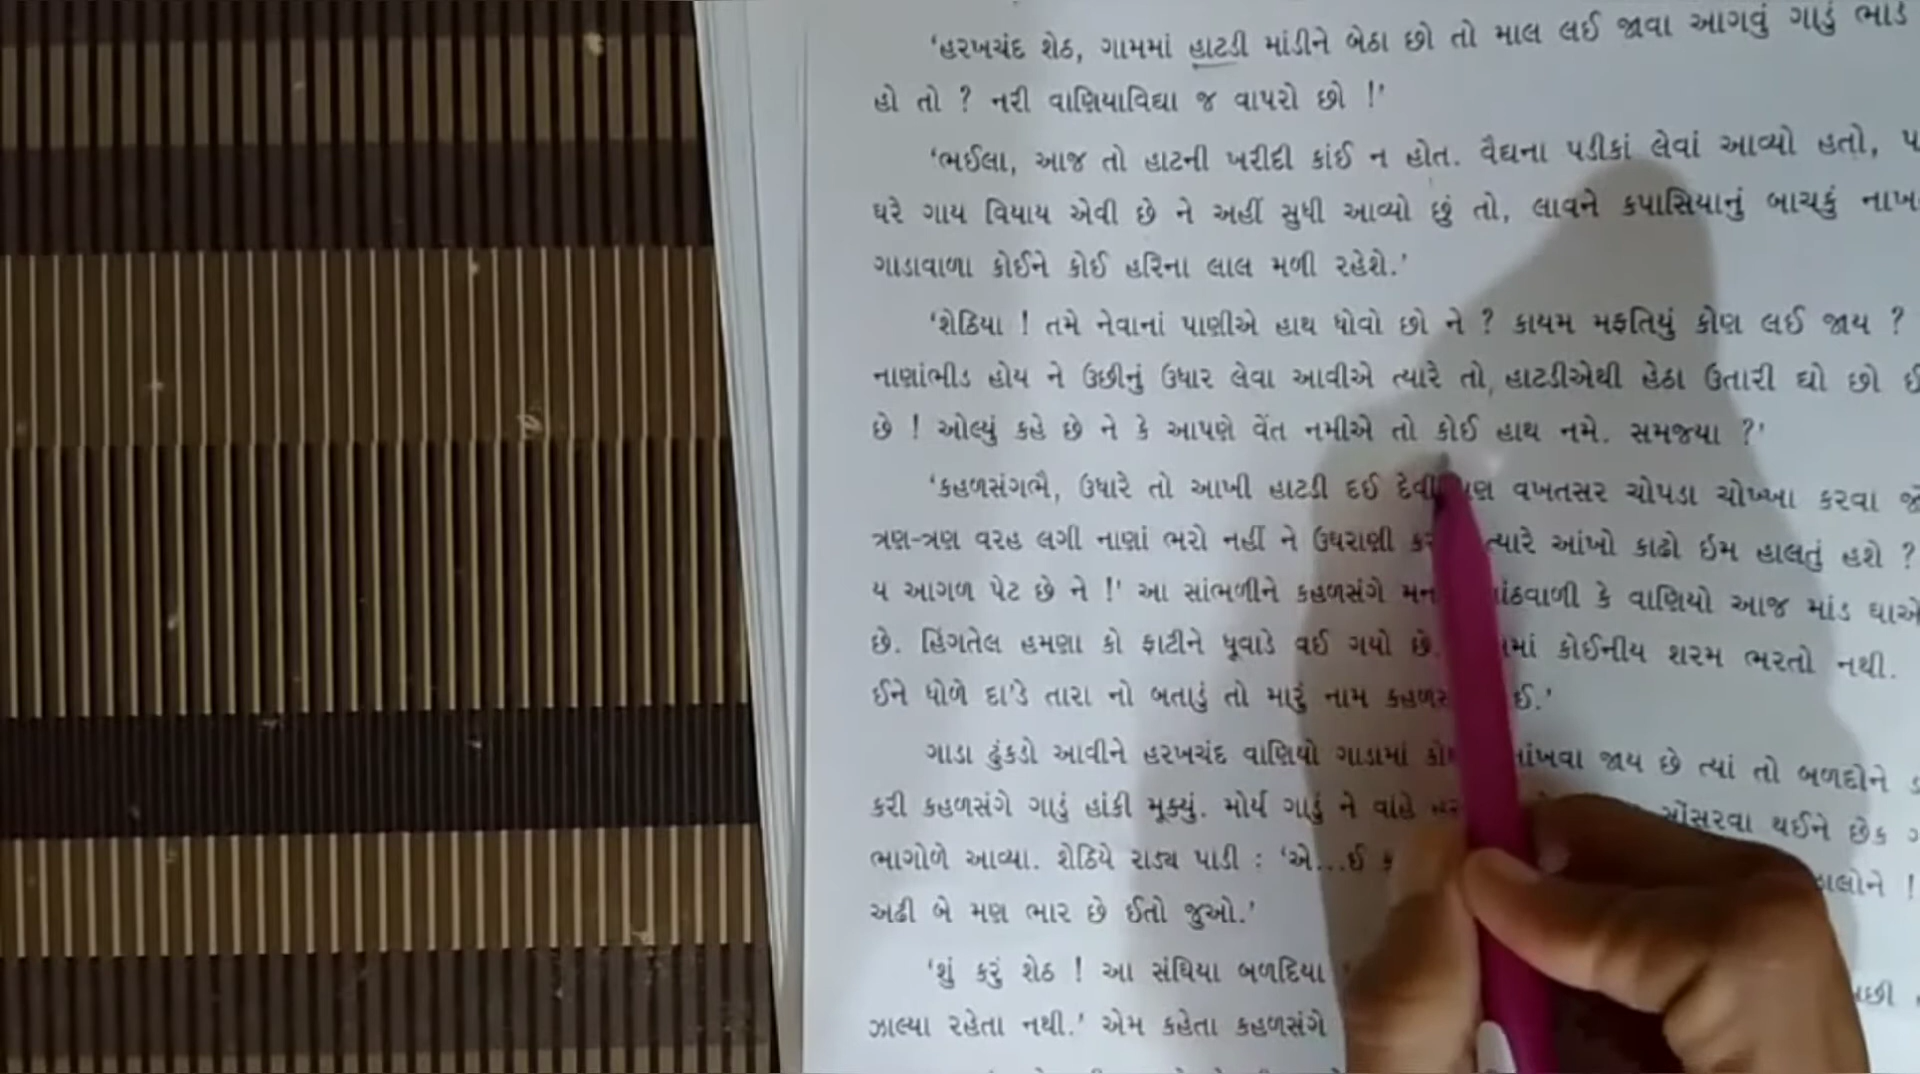 ‘હરખચંદ શેઠ, ગામમાં હાટડી માંડીને બેઠા છો તો માલ લઈ જાવા આગવું ગાડું ભાડે
હો તો ? નરી વાણિયાવિદ્યા જ વાપરો છો !’
‘ભઈલા, આજ તો હાટની ખરીદી કાંઈ ન હોત. વૈદ્યના પડીકાં લેવાં આવ્યો હતો,
ઘરે ગાય વિયાય એવી છે ને અહીં સુધી આવ્યો છું તો, લાવને કપાસિયાનું બાચકું
ગાડાવાળા કોઈને કોઈ હરિના લાલ મળી રહેશે.’
‘શેઠિયા ! તમે નેવાનાં પાણીએ હાથ ધોવો છો ને ? કાયમ મફતિયું કોણ લઈ જાય ?
નાણાંભીડ હોય ને ઉછીનું ઉધાર લેવા આવીએ ત્યારે તો, હાટડીએથી હેઠા ઉતારી દ્યો છો
છે ! ઓલ્યું કહે છે ને કે આપણે વેંત નમીએ તો કોઈ હાથ નમે. સમજ્યા ?’
‘કહળસંગભૈ, ઉધારે તો આખી હાટડી દઈ દેવી પણ વખતસર ચોપડા ચોખ્ખા કરવા
ત્રણ-ત્રણ વરહ લગી નાણાં ભરો નહીં ને ઉઘરાણી ત્યારે આંખો કાઢો ઈમ હાલતું હશે ?
ય આગળ પેટ છે ને !’ આ સાંભળીને કહળસંગે ગાંઠવાળી કે વાણિયો આજ માંડ ઘાએ
છે. હિંગતેલ હમણા કો ફાટીને ધૂવાડે વઈ ગયો છે. કોઈનીય શરમ ભરતો નથી.
ઈને ધોળે દા’ડે તારા નો બતાડું તો મારું નામ ઈ.’
ગાડા ઢુંકડો આવીને હરખચંદ વાણિયો ગાડામાં નાંખવા જાય છે ત્યાં તો બળદોને
કરી કહળસંગે ગાડું હાંકી મૂક્યું. મોર્ય ગાડું ને વાંહે સોંસરવા થઈને છેક
ભાગોળે આવ્યા. શેઠિયે રાડ્ય પાડી : ‘એ...ઈ
અઢી બે મણ ભાર છે ઈતો જુઓ.’
‘શું કરું શેઠ ! આ સંધિયા બળદિયા
ઝાલ્યા રહેતા નથી.’ એમ કહેતા કહળસંગે